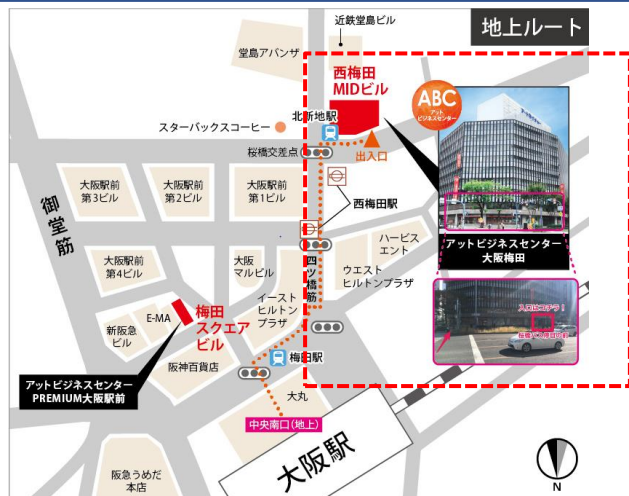 近鉄堂島ビル
地上ルート
堂島アバンザ
西梅田
MIDビル
ABC
アット
ビジネスセンター
北新地駅
スターバックスコーヒー
出入口
桜橋交差点
大阪駅前
第3ビル
大阪駅前
第2ビル
大阪駅前
第1ビル
西梅田駅
御堂筋
アットビジネスセンター
大阪梅田
ハービス
エント
大阪駅前
第4ビル
大阪
マルビル
四ツ橋筋
ウエスト
ヒルトンプラザ
イースト
ヒルトン
プラザ
E-MA
梅田
スクエア
ビル
新阪急
ビル
入口はコチラ！
梅田駅
阪神百貨店
アットビジネスセンター
PREMIUM大阪駅前
大丸
中央南口(地上)
大阪駅
阪急うめだ
本店
N